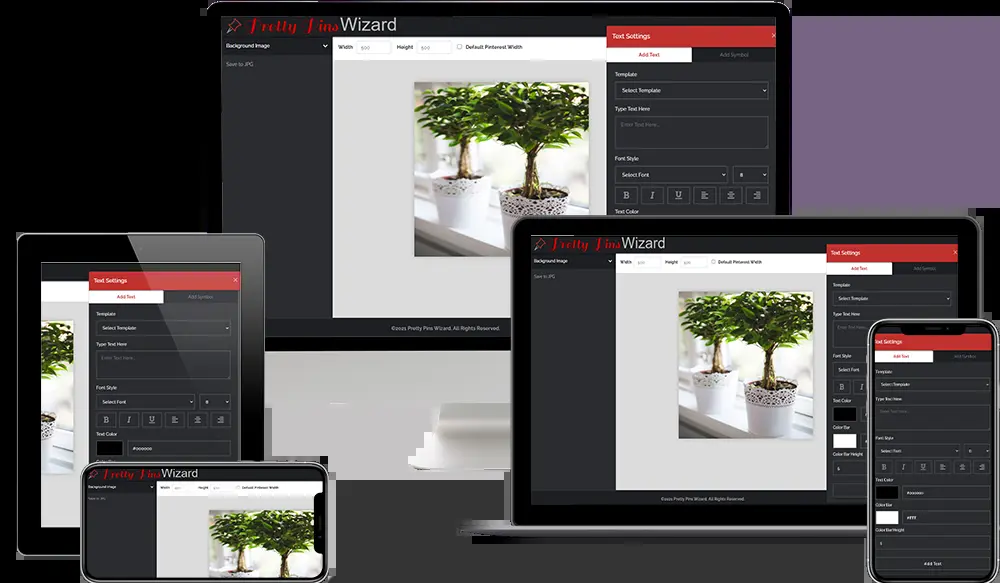 Pretty Pins Wizard
Background Image
Save to JPG
Width 500 Height 500 Default Pinterest Width
Text Settings
Add Text Add Symbol
Template
Select Template
Type Text Here
Enter Text Here...
Font Style
Select Font 8
B I U
Text Color
©2021 Pretty Pins Wizard. All Rights Reserved.
Text Settings
Add Text Add Symbol
Template
Select Template
Type Text Here
Enter Text Here...
Font Style
Select Font 8
B I U
Text Color
#000000
Pretty Pins Wizard
Background Image
Save to JPG
Width 500 Height 500 Default Pinterest Width
Text Settings
Add Text Add Symbol
Template
Select Template
Type Text Here
Enter Text Here
Font Style
Select Font
B I
Text Color
Color Bar
Color Bar Height
5
©2021 Pretty Pins Wizard. All Rights Reserved.
Pretty Pins Wizard
Background Image
Save to JPG
Width Height Default Pinterest Width
Text Settings
Add Text Add Symbol
Template
Select Template
Type Text Here
Enter Text Here
Font Style
Select Font
B I U
Text Color
#000000
Color Bar
#ffff
Color Bar Height
5
Add Text